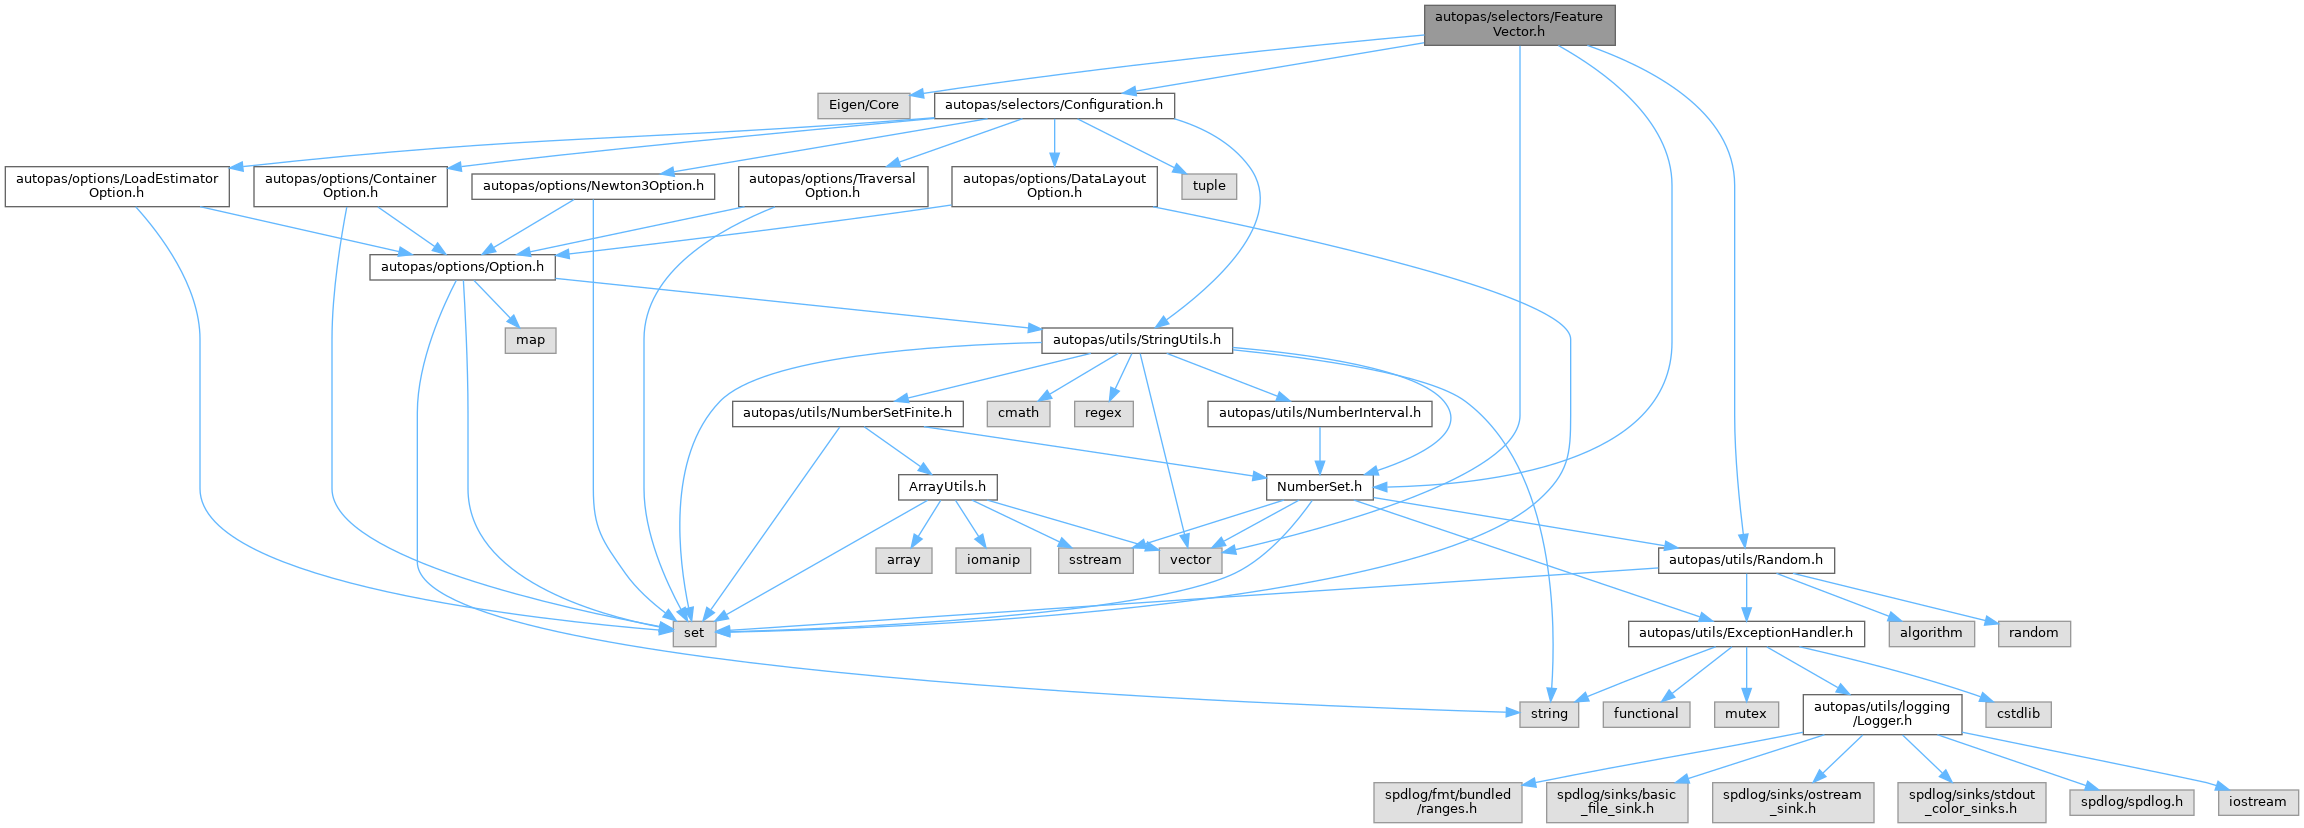 autopas/selectors/Feature
Vector.h
Eigen/Core
autopas/selectors/Configuration.h
autopas/options/LoadEstimator
Option.h
autopas/options/Container
Option.h
autopas/options/Newton3Option.h
autopas/options/Traversal
Option.h
autopas/options/DataLayout
Option.h
tuple
autopas/options/Option.h
map
autopas/utils/StringUtils.h
autopas/utils/NumberSetFinite.h
cmath
regex
autopas/utils/NumberInterval.h
ArrayUtils.h
NumberSet.h
array
iomanip
sstream
vector
autopas/utils/Random.h
set
autopas/utils/ExceptionHandler.h
algorithm
random
string
functional
mutex
autopas/utils/logging
/Logger.h
cstdlib
spdlog/fmt/bundled
/ranges.h
spdlog/sinks/basic
_file_sink.h
spdlog/sinks/ostream
_sink.h
spdlog/sinks/stdout
_color_sinks.h
spdlog/spdlog.h
iostream